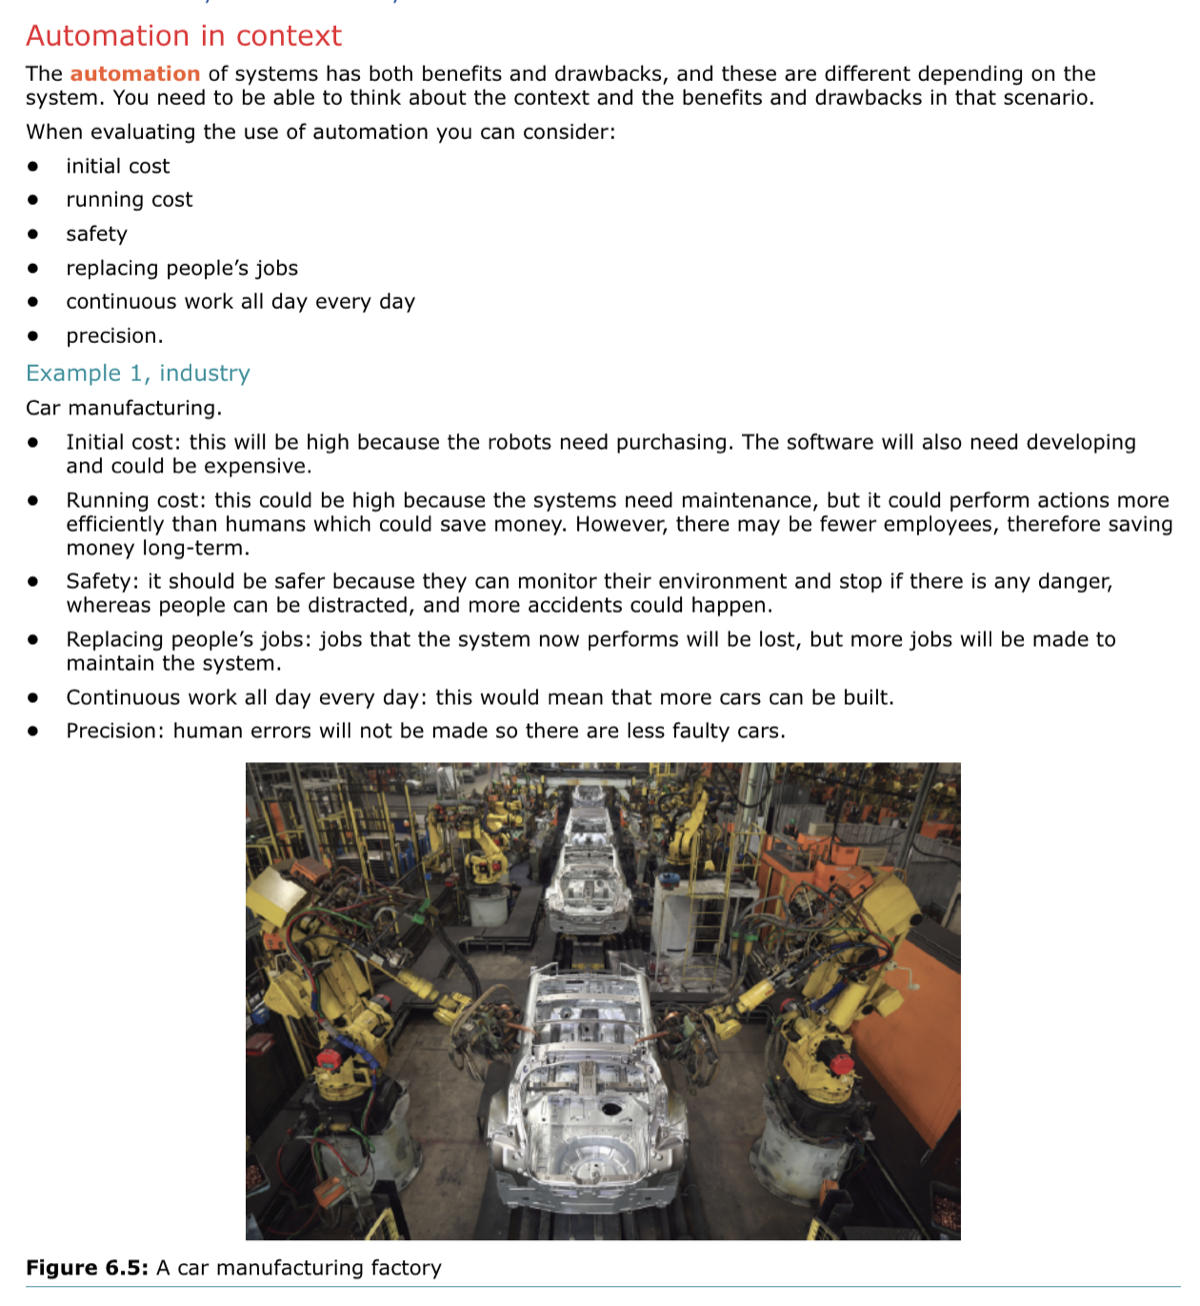 Automation in context
The automation of systems has both benefits and drawbacks, and these are different depending on the
system. You need to be able to think about the context and the benefits and drawbacks in that scenario.
When evaluating the use of automation you can consider:
● initial cost
● running cost
● safety
● replacing people’s jobs
● continuous work all day every day
● precision.
Example 1, industry
Car manufacturing.
● Initial cost: this will be high because the robots need purchasing. The software will also need developing
and could be expensive.
● Running cost: this could be high because the systems need maintenance, but it could perform actions more
efficiently than humans which could save money. However, there may be fewer employees, therefore saving
money long-term.
● Safety: it should be safer because they can monitor their environment and stop if there is any danger,
whereas people can be distracted, and more accidents could happen.
● Replacing people’s jobs: jobs that the system now performs will be lost, but more jobs will be made to
maintain the system.
● Continuous work all day every day: this would mean that more cars can be built.
● Precision: human errors will not be made so there are less faulty cars.
Figure 6.5: A car manufacturing factory